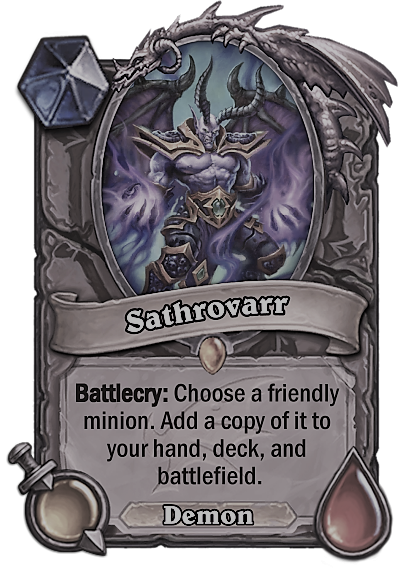 Sathrovarr
Battlecry: Choose a friendly
minion. Add a copy of it to
your hand, deck, and
battlefield.
Demon